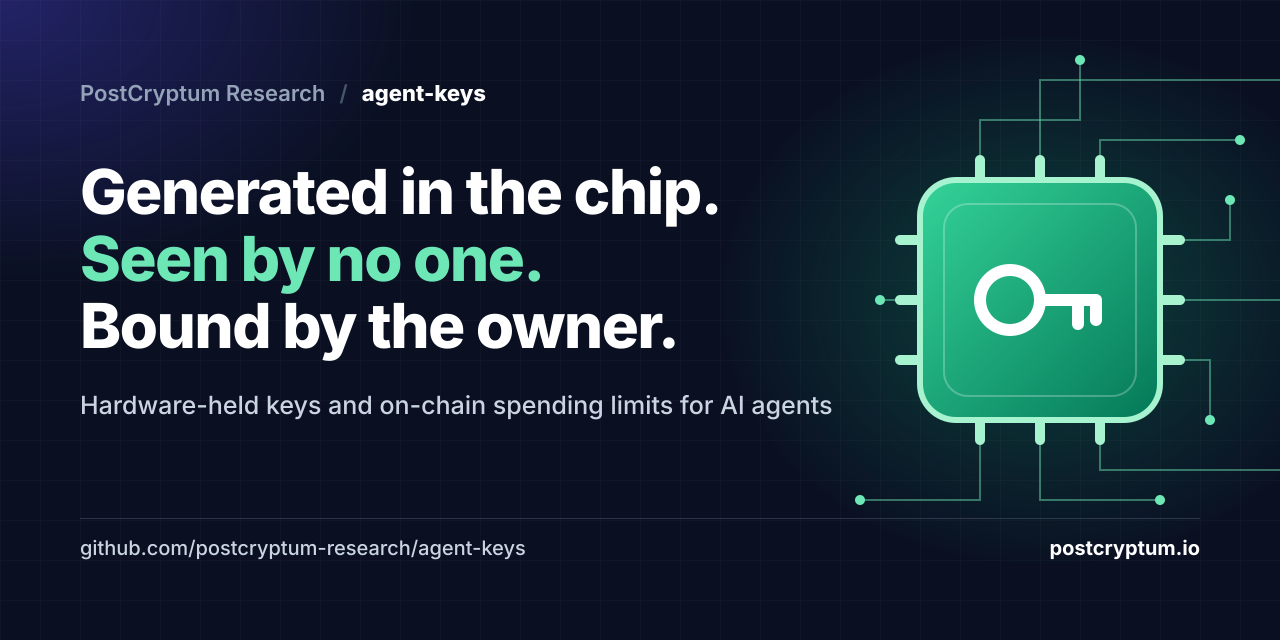 PostCryptum Research / agent-keys
Generated in the chip.
Seen by no one.
Bound by the owner.
Hardware-held keys and on-chain spending limits for AI agents
github.com/postcryptum-research/agent-keys
postcryptum.io